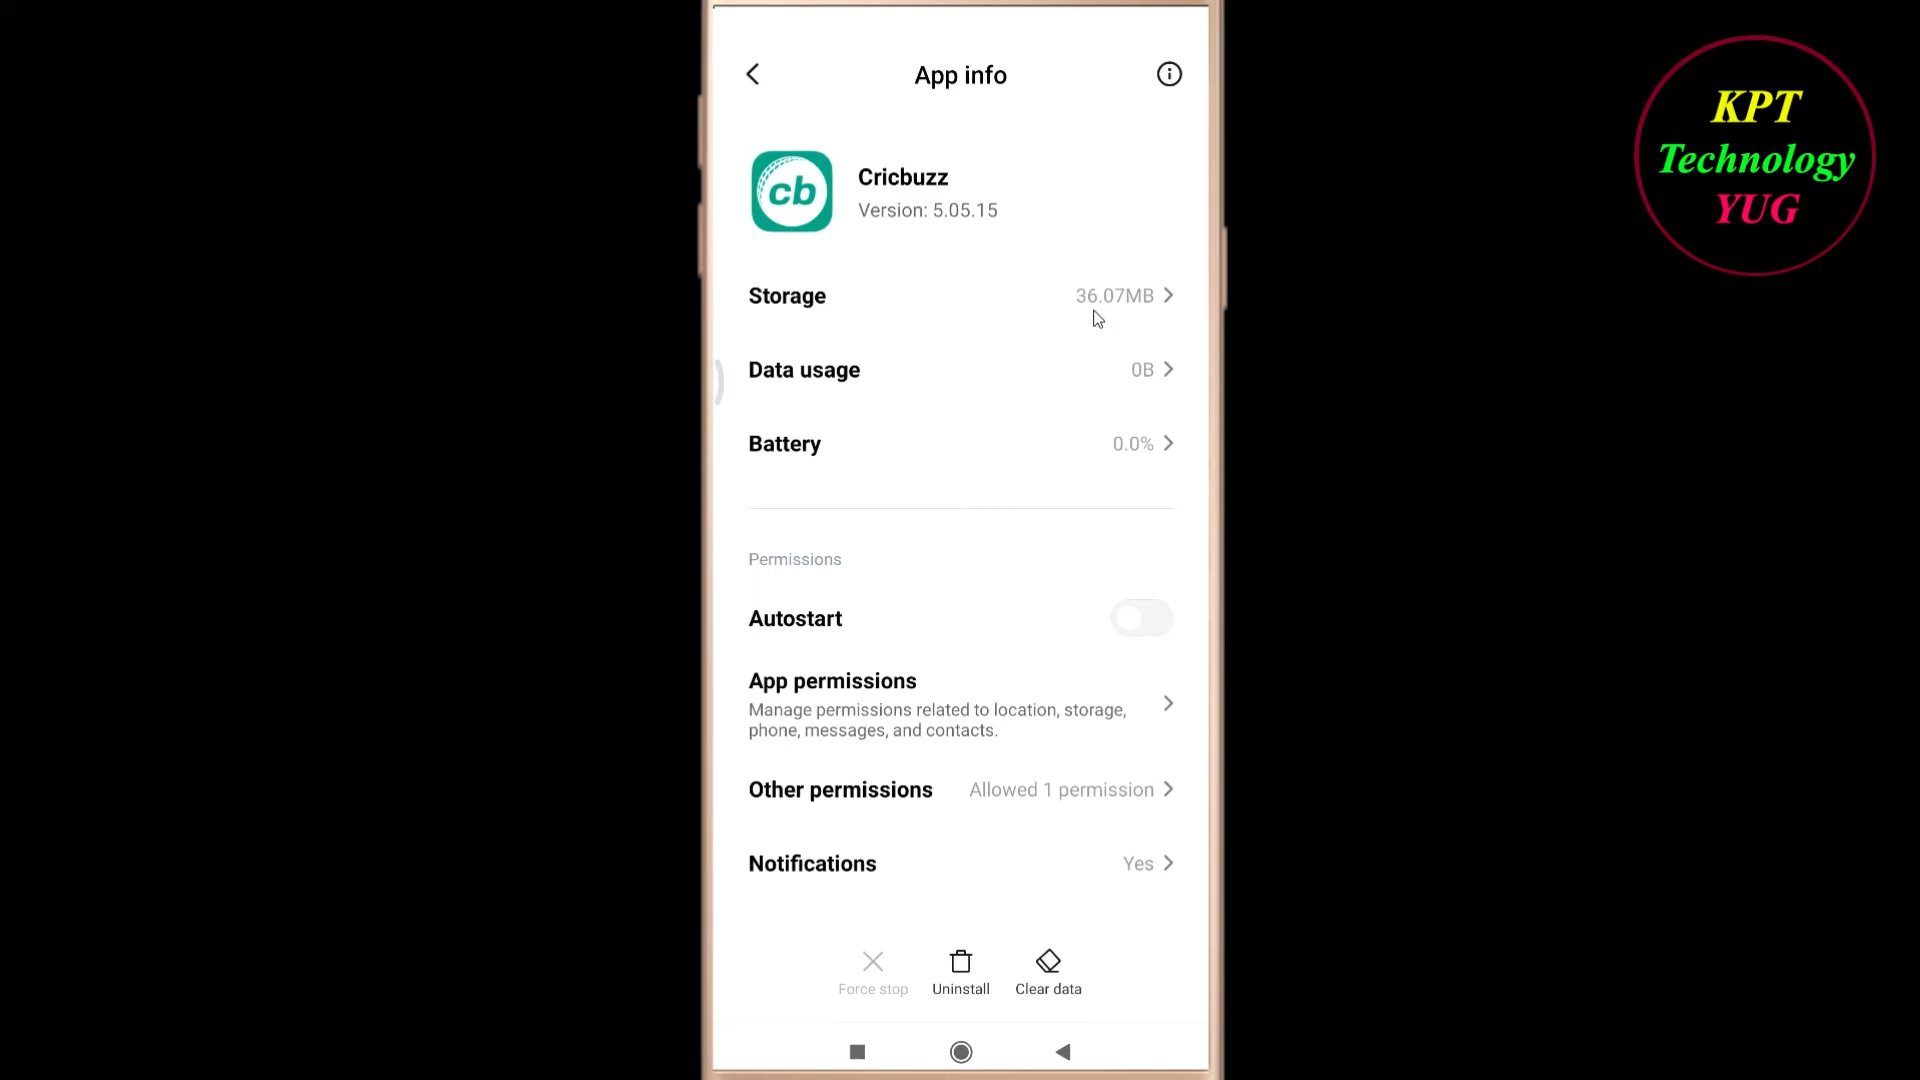 App info
cb
Cricbuzz
Version: 5.05.15
Storage 36.07MB
Data usage 0B
Battery 0.0%
Permissions
Autostart
App permissions
Manage permissions related to location, storage,
phone, messages, and contacts.
Other permissions Allowed 1 permission
Notifications Yes
Force stop Uninstall Clear data
KPT
Technology
YUG